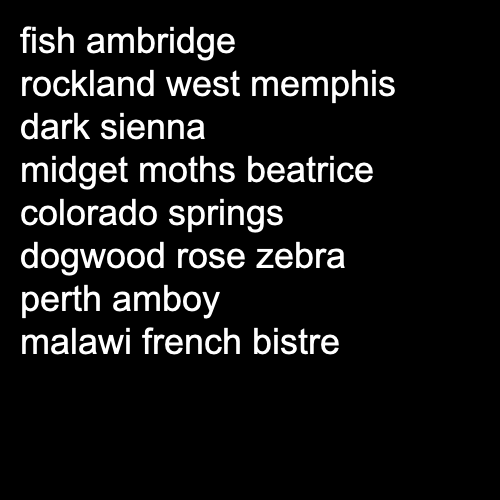 fish ambridge
rockland west memphis
dark sienna
midget moths beatrice
colorado springs
dogwood rose zebra
perth amboy
malawi french bistre